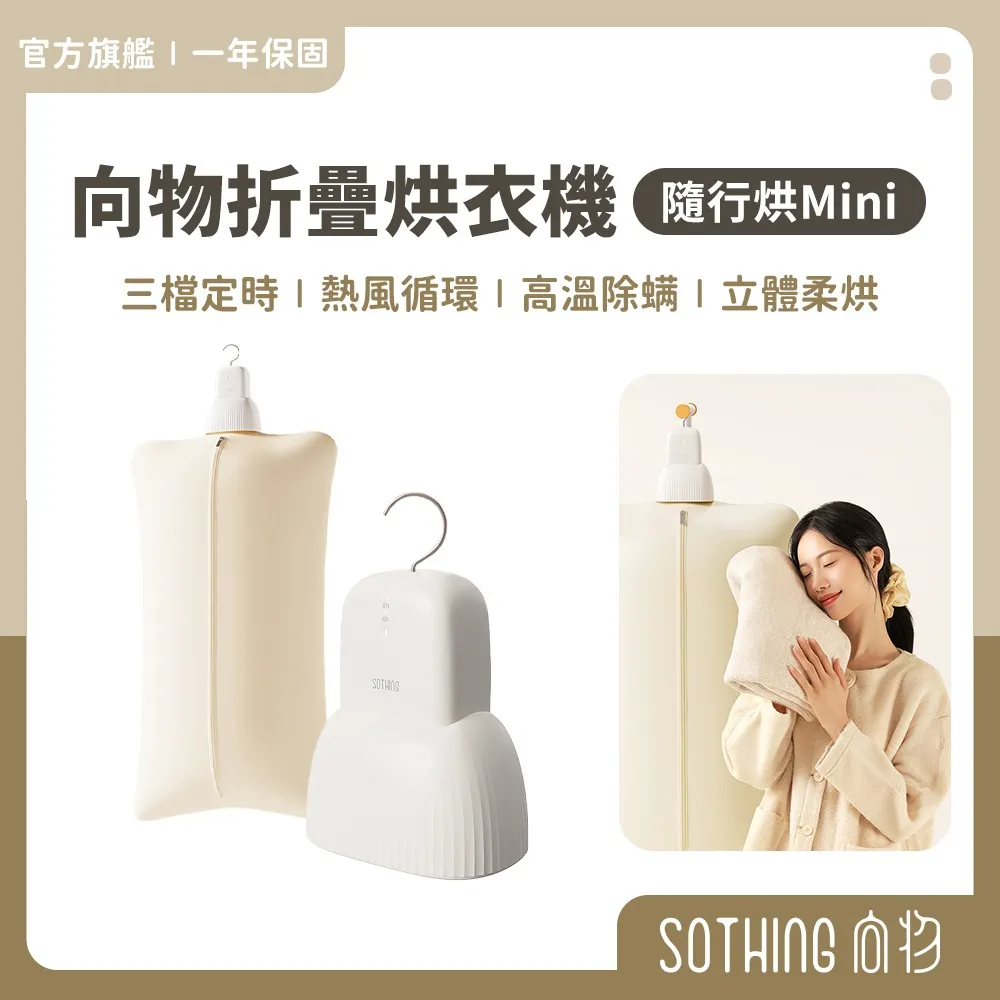 官方旗艦 | 一年保固
向物折疊烘衣機 隨行烘Mini
三檔定時 | 熱風循環 | 高溫除蟎 | 立體柔烘
SOTHING
SOTHING 向物